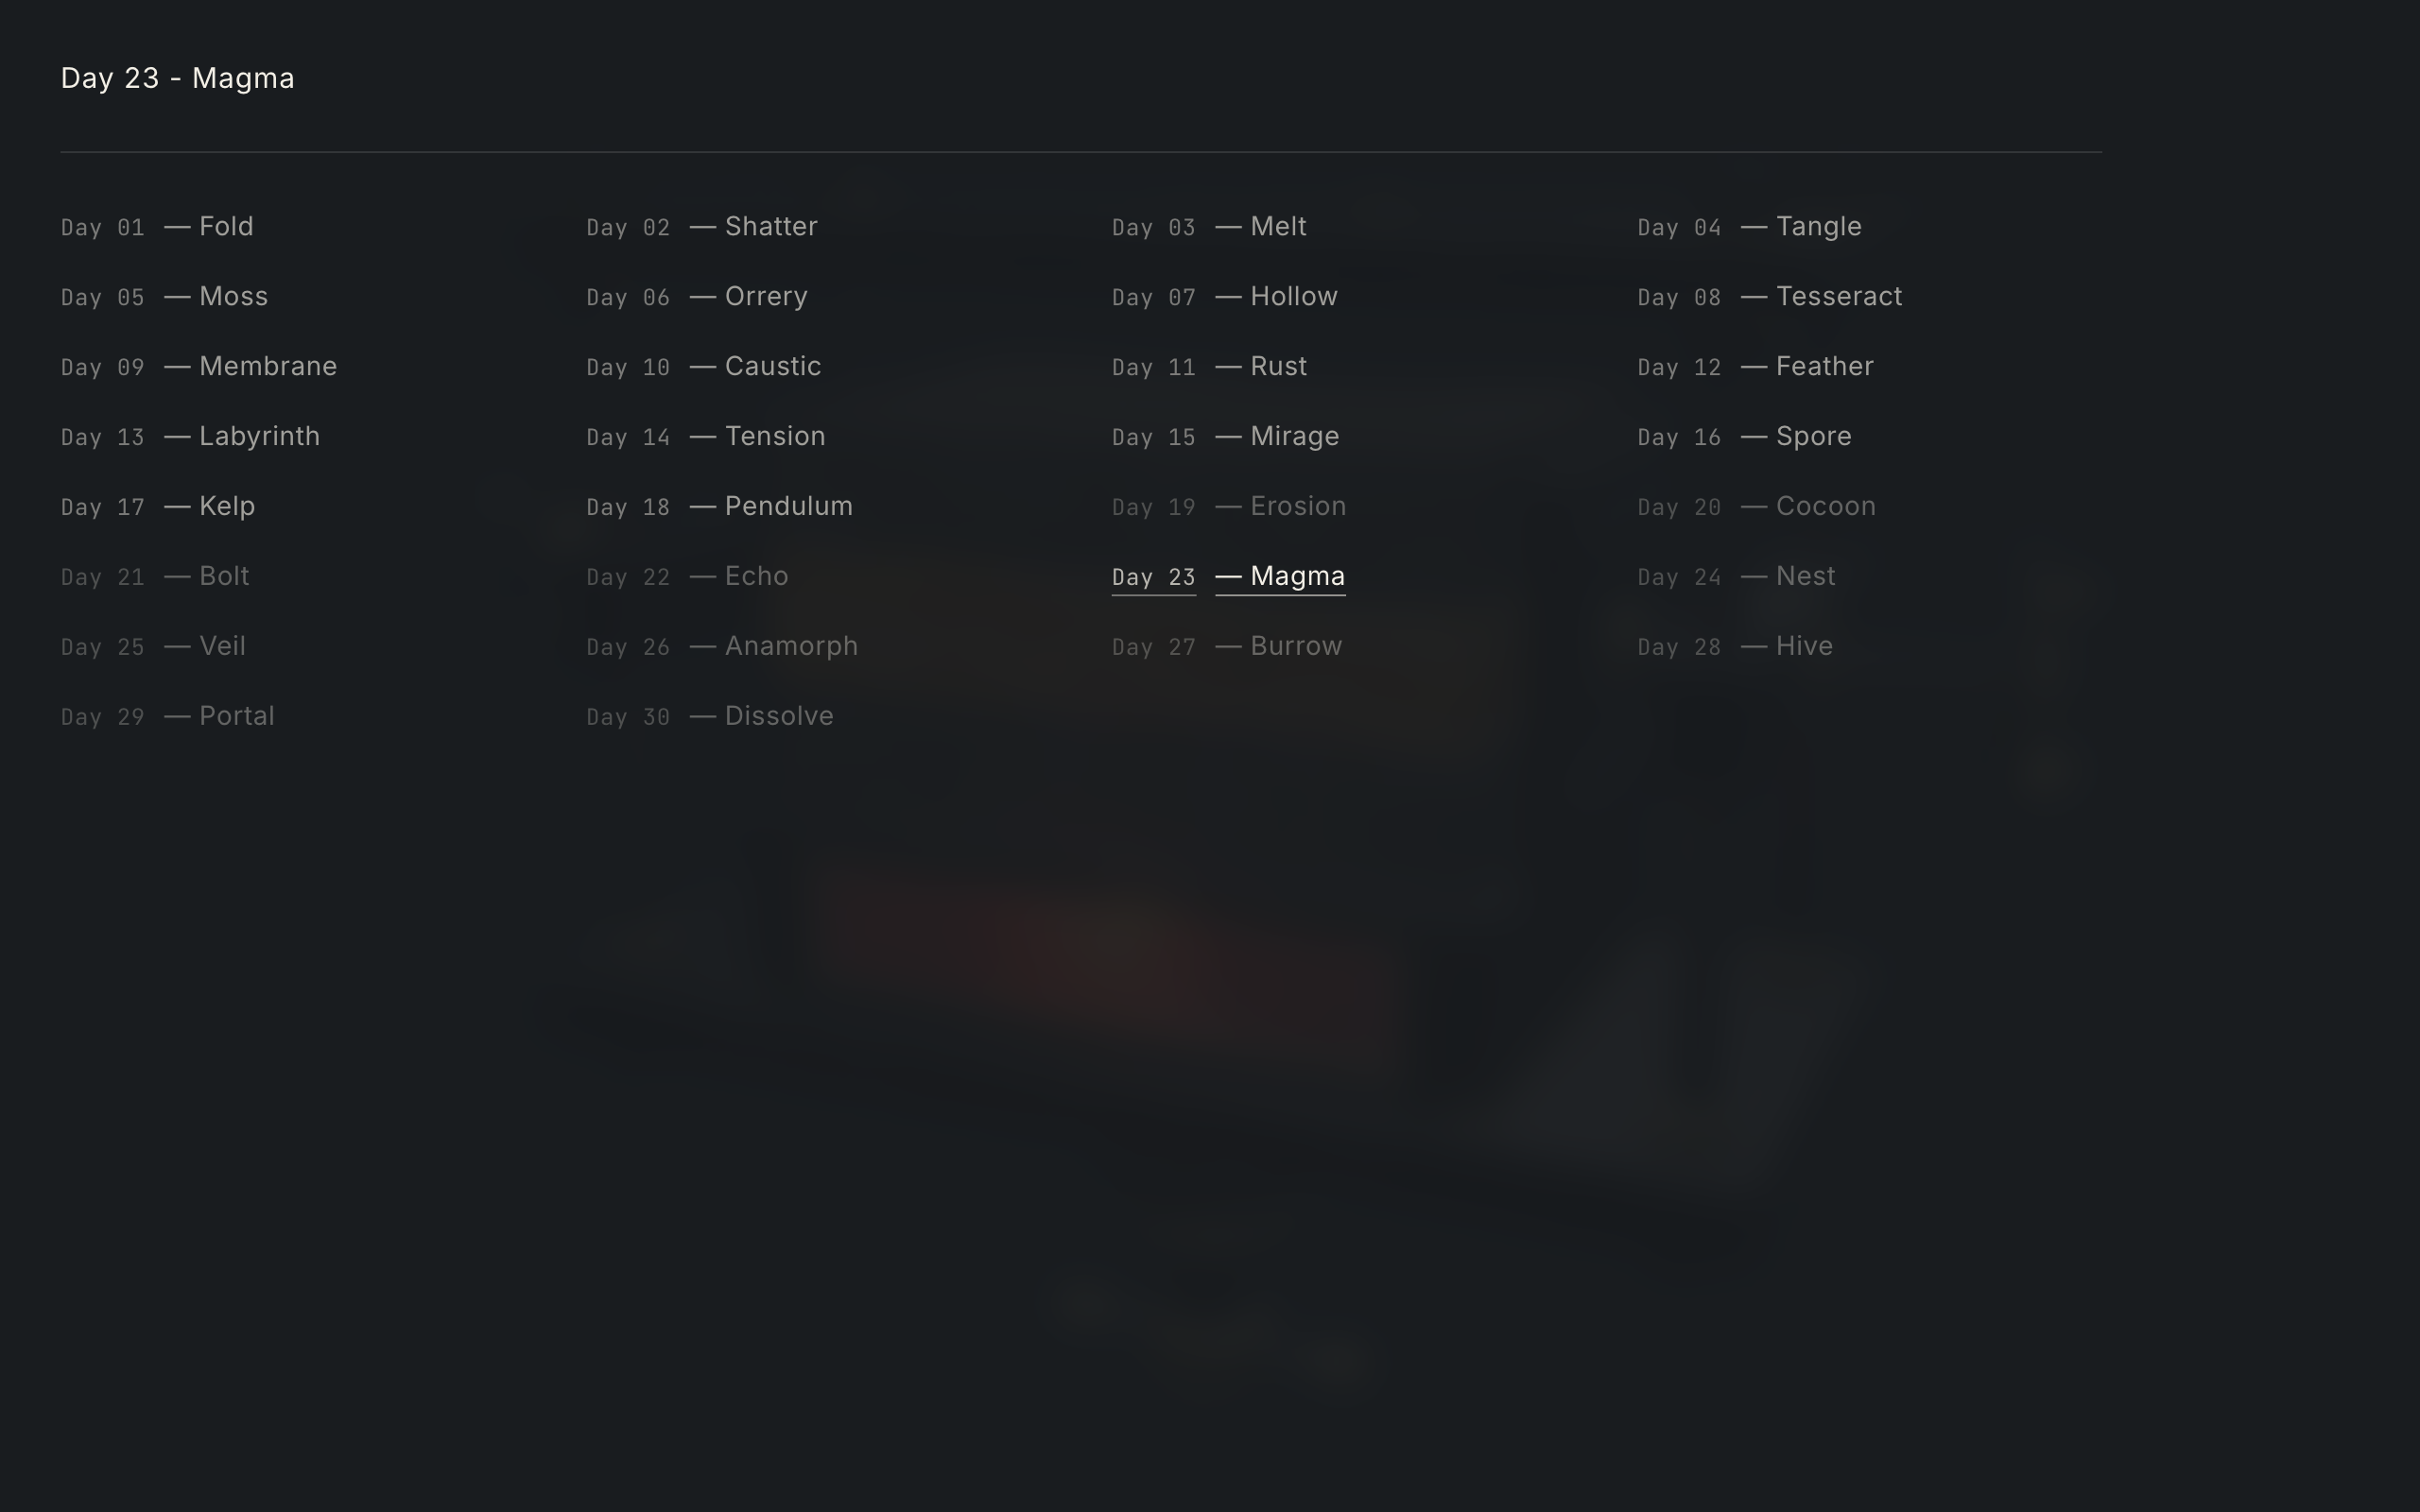 Day 23 - Magma
Day 01 — Fold
Day 02 — Shatter
Day 03 — Melt
Day 04 — Tangle
Day 05 — Moss
Day 06 — Orrery
Day 07 — Hollow
Day 08 — Tesseract
Day 09 — Membrane
Day 10 — Caustic
Day 11 — Rust
Day 12 — Feather
Day 13 — Labyrinth
Day 14 — Tension
Day 15 — Mirage
Day 16 — Spore
Day 17 — Kelp
Day 18 — Pendulum
Day 19 — Erosion
Day 20 — Cocoon
Day 21 — Bolt
Day 22 — Echo
Day 23 — Magma
Day 24 — Nest
Day 25 — Veil
Day 26 — Anamorph
Day 27 — Burrow
Day 28 — Hive
Day 29 — Portal
Day 30 — Dissolve